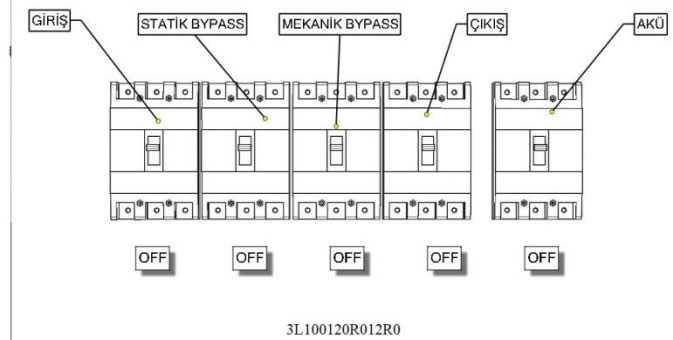 GİRİŞ STATİK BYPASS MEKANİK BYPASS ÇIKIŞ AKÜ
OFF OFF OFF OFF OFF
3L100120R012R0